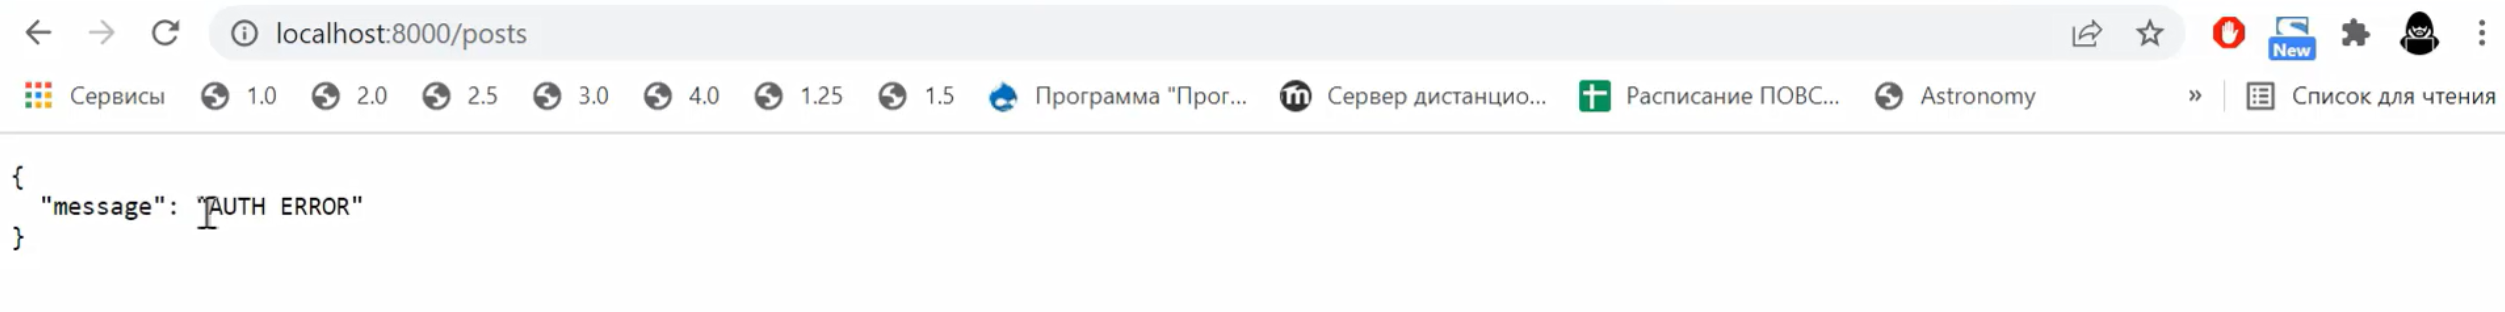 localhost:8000/posts
New
Сервисы 1.0 2.0 2.5 3.0 4.0 1.25 1.5 Программа "Прог... Сервер дистанцио... Расписание ПОВС... Astronomy » Список для чтения
{
"message": "AUTH ERROR"
}